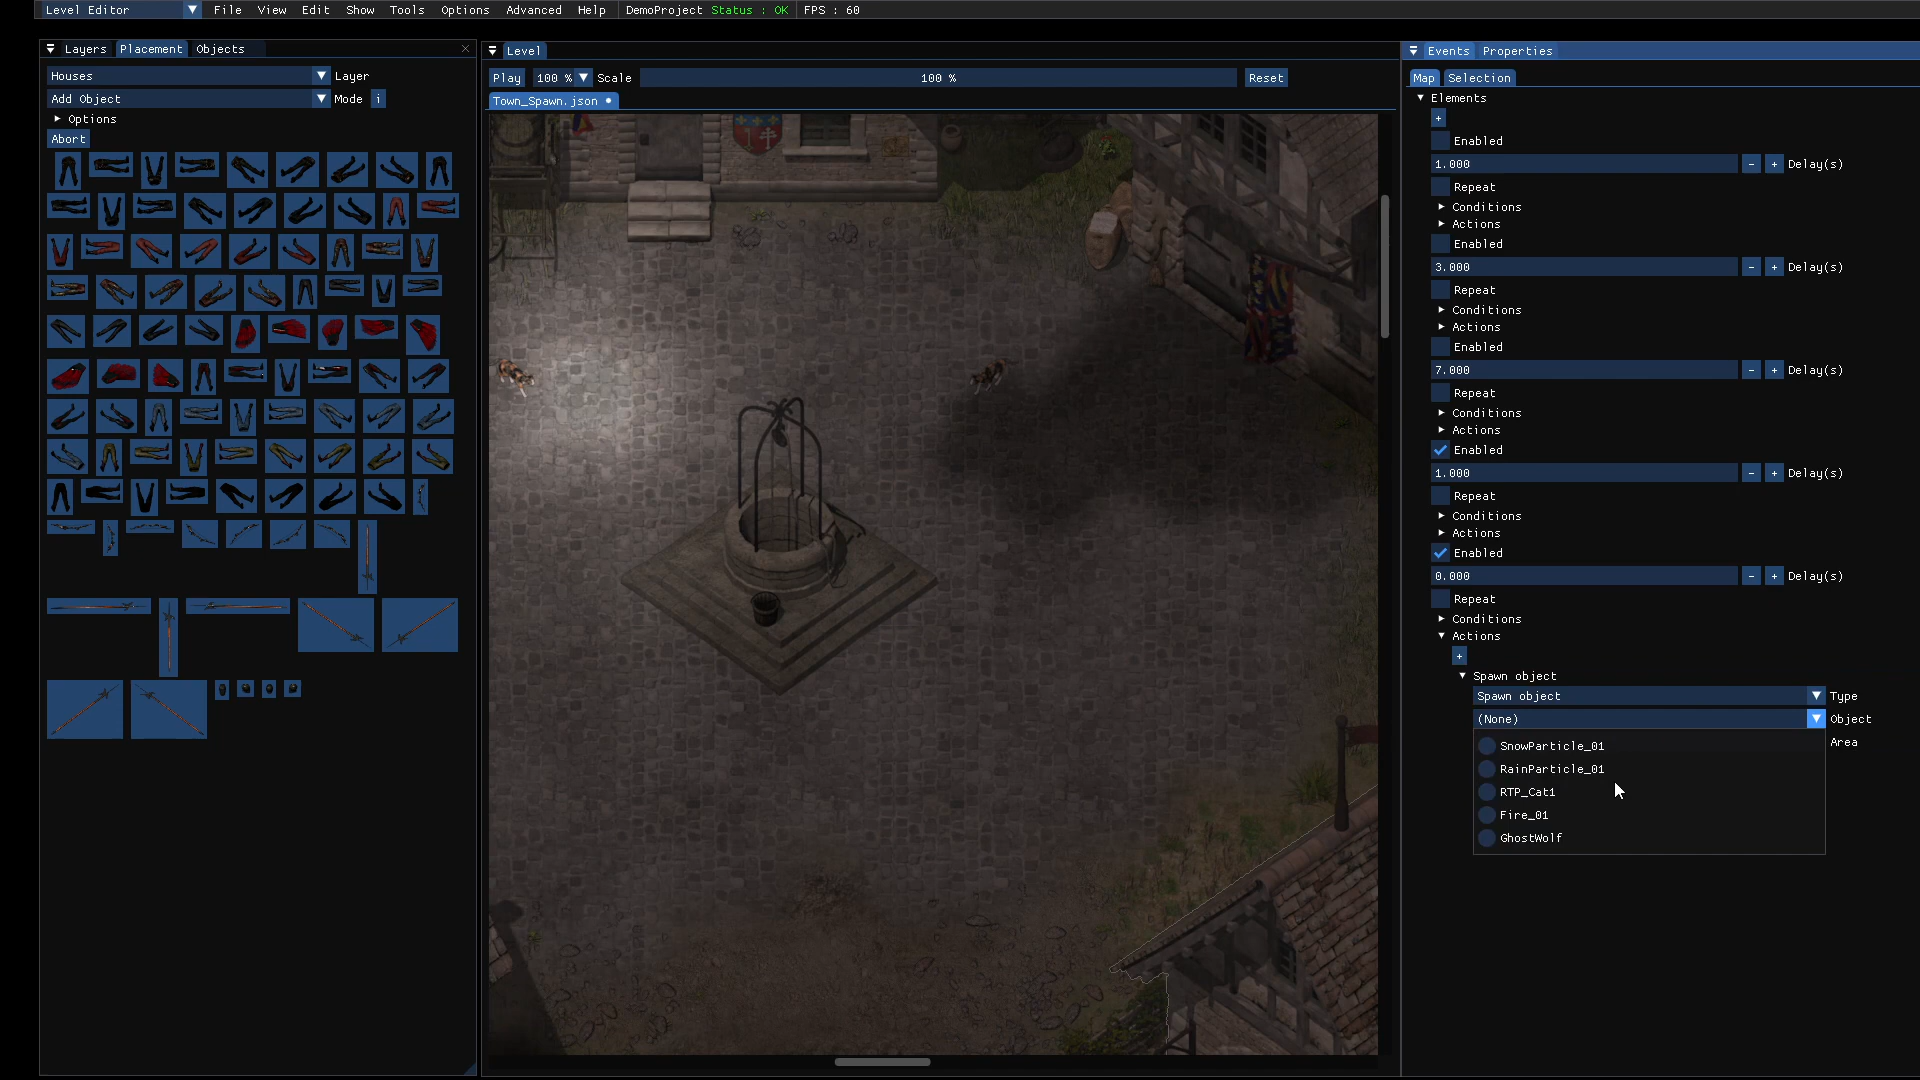 Level Editor File View Edit Show Tools Options Advanced Help DemoProject Status : OK FPS : 60
Layers Placement Objects
Houses Layer
Add Object Mode i
Options
Abort
Level
Play 100 % Scale 100 % Reset
Town_Spawn.json
Events Properties
Map Selection
Elements
+
Enabled
1.000 - + Delay(s)
Repeat
Conditions
Actions
Enabled
3.000 - + Delay(s)
Repeat
Conditions
Actions
Enabled
7.000 - + Delay(s)
Repeat
Conditions
Actions
Enabled
1.000 - + Delay(s)
Repeat
Conditions
Actions
Enabled
0.000 - + Delay(s)
Repeat
Conditions
Actions
+
Spawn object
Spawn object Type
(None) Object
Area
SnowParticle_01
RainParticle_01
RTP_Cat1
Fire_01
GhostWolf